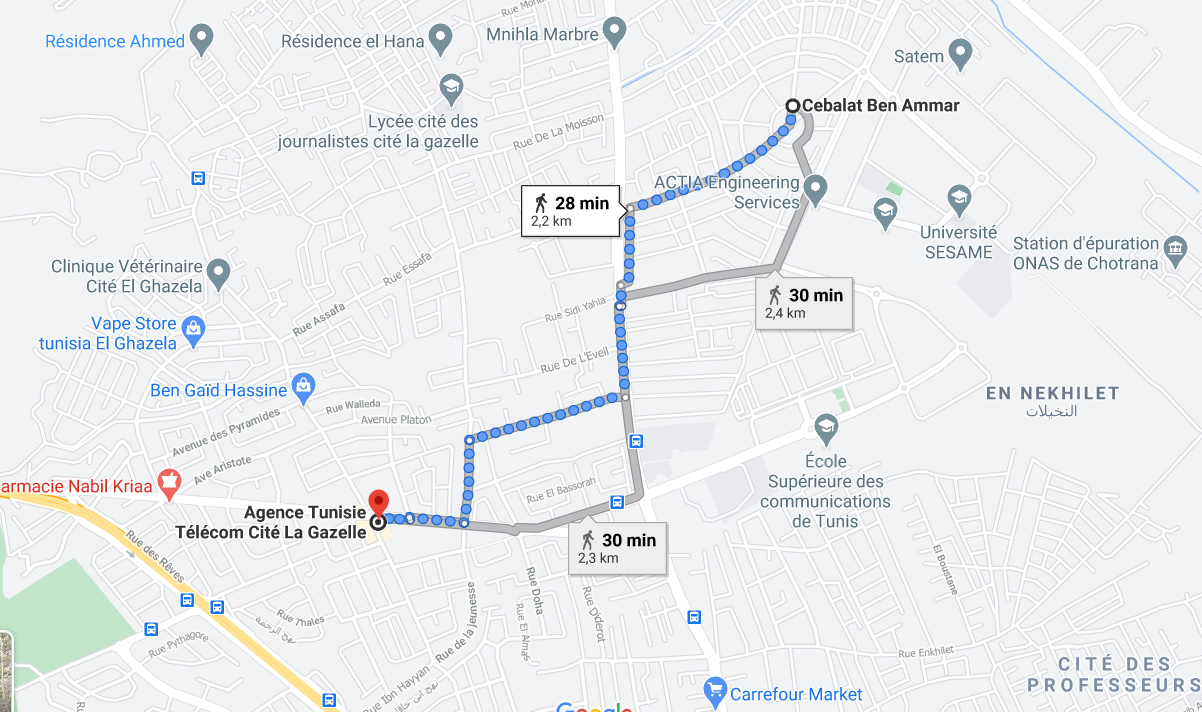 Rue Mona
Résidence Ahmed
Résidence el Hana
Mnihla Marbre
Satem
Lycée cité des
journalistes cité la gazelle
Rue De La Moisson
Cebalat Ben Ammar
28 min
2,2 km
ACTIA Engineering
Services
Université
SESAME
Station d'épuration
ONAS de Chotrana
Clinique Vétérinaire
Cité El Ghazela
Rue Essafa
Rue Assafa
Rue Sidi Yahia
30 min
2,4 km
Vape Store
tunisia El Ghazela
Rue De L'Eveil
Ben Gaïd Hassine
Rue Walleda
Avenue Platon
Avenue des Pyramides
Ave Aristote
EN NEKHILET
النخيلات
École
Supérieure des
communications
de Tunis
armacie Nabil Kriaa
Rue El Bassorah
Agence Tunisie
Télécom Cité La Gazelle
30 min
2,3 km
Rue des Rêves
Rue Doha
Rue El Almas
Rue Diderot
El Boustane
Rue Thales
نهج الرحمة
Rue de la jeunesse
Rue Pythagore
Rue Ibn Hayyan
Rue Enkhilet
CITÉ DES
PROFESSEURS
Carrefour Market
Google